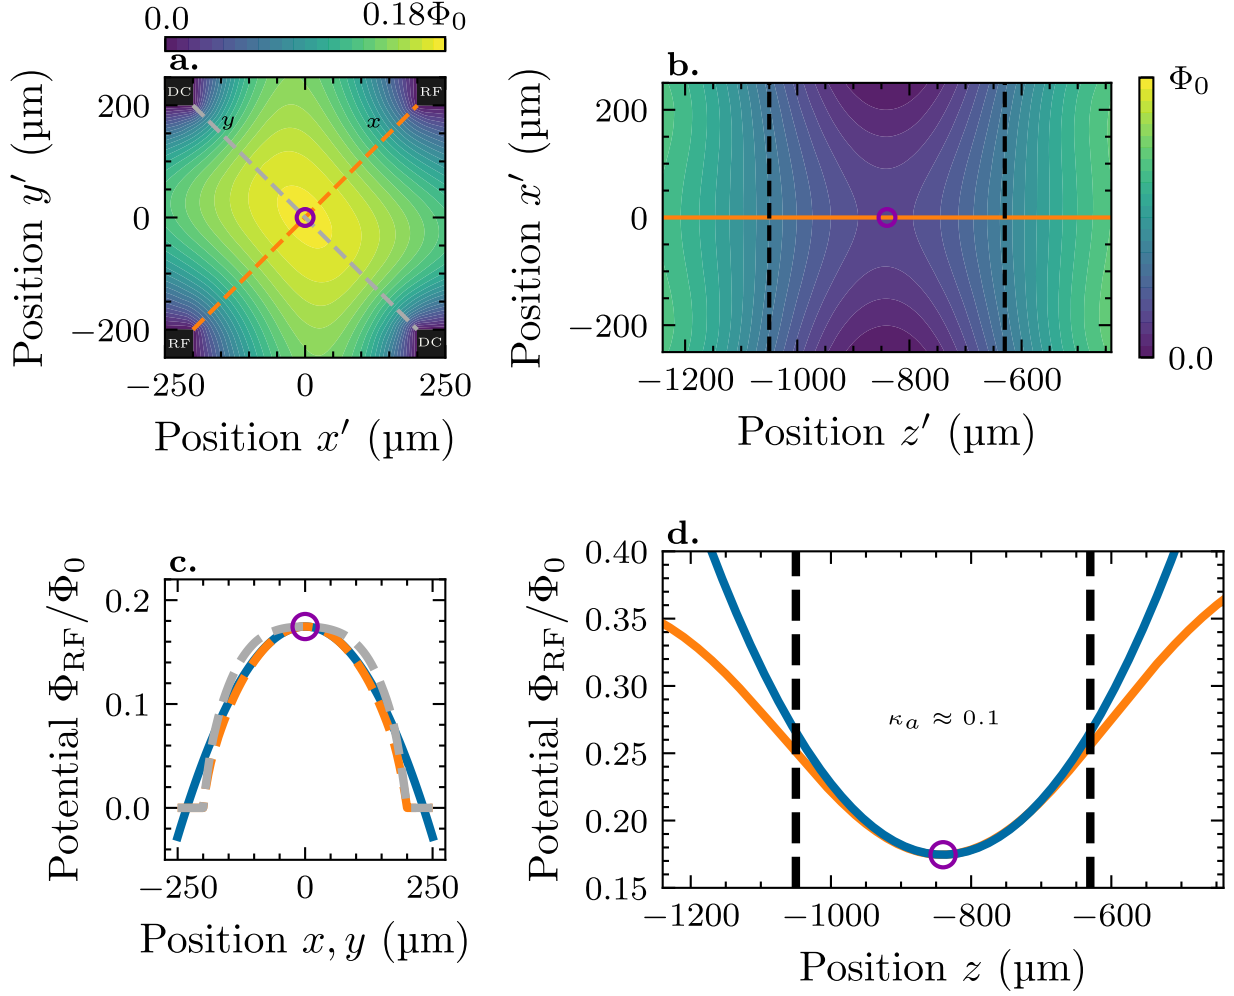 0.0 0.18Φ₀
a.
DC RF
y x
RF DC
200
0
−200
−250 0 250
Position y′ (µm)
Position x′ (µm)
b.
200
0
−200
−1200 −1000 −800 −600
Position x′ (µm)
Position z′ (µm)
Φ₀
0.0
c.
0.2
0.1
0.0
−250 0 250
Potential Φ_RF/Φ₀
Position x, y (µm)
d.
0.40
0.35
0.30
0.25
0.20
0.15
κₐ ≈ 0.1
−1200 −1000 −800 −600
Potential Φ_RF/Φ₀
Position z (µm)